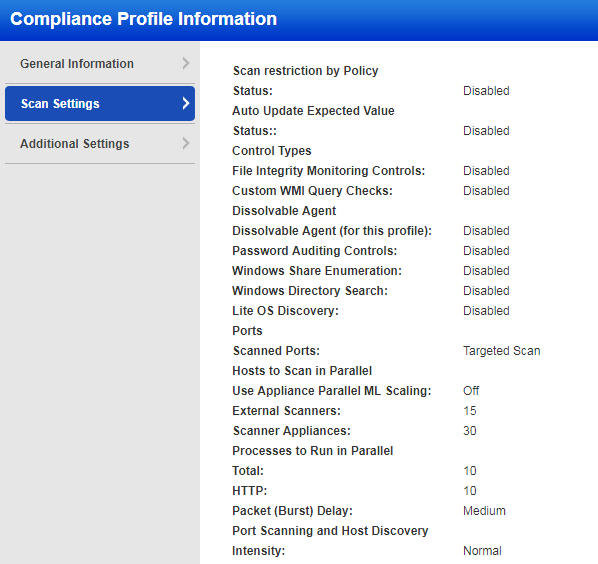 Compliance Profile Information
General Information
Scan Settings
Additional Settings
Scan restriction by Policy
Status: Disabled
Auto Update Expected Value
Status:: Disabled
Control Types
File Integrity Monitoring Controls: Disabled
Custom WMI Query Checks: Disabled
Dissolvable Agent
Dissolvable Agent (for this profile): Disabled
Password Auditing Controls: Disabled
Windows Share Enumeration: Disabled
Windows Directory Search: Disabled
Lite OS Discovery: Disabled
Ports
Scanned Ports: Targeted Scan
Hosts to Scan in Parallel
Use Appliance Parallel ML Scaling: Off
External Scanners: 15
Scanner Appliances: 30
Processes to Run in Parallel
Total: 10
HTTP: 10
Packet (Burst) Delay: Medium
Port Scanning and Host Discovery
Intensity: Normal